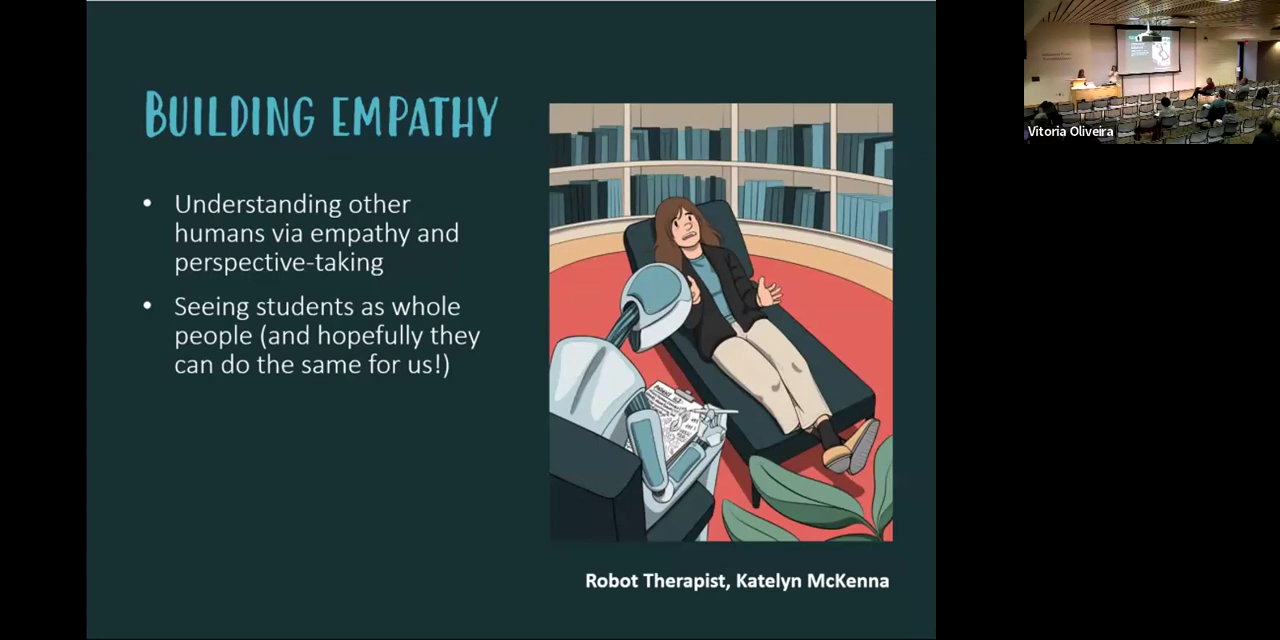 BUILDING EMPATHY
• Understanding other
humans via empathy and
perspective-taking
• Seeing students as whole
people (and hopefully they
can do the same for us!)
Robot Therapist, Katelyn McKenna
Vitoria Oliveira